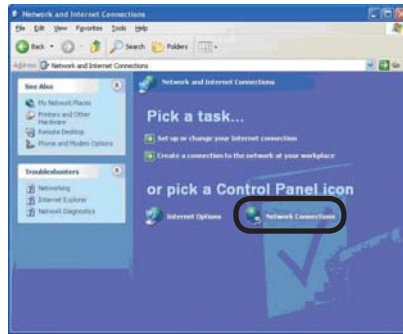 Network and Internet Connections
File Edit View Favorites Tools Help
Back Search Folders
Address Network and Internet Connections Go
See Also
My Network Places
Printers and Other Hardware
Remote Desktop
Phone and Modem Options
Troubleshooters
Networking
Internet Explorer
Network Diagnostics
Network and Internet Connections
Pick a task...
Set up or change your Internet connection
Create a connection to the network at your workplace
or pick a Control Panel icon
Internet Options
Network Connections